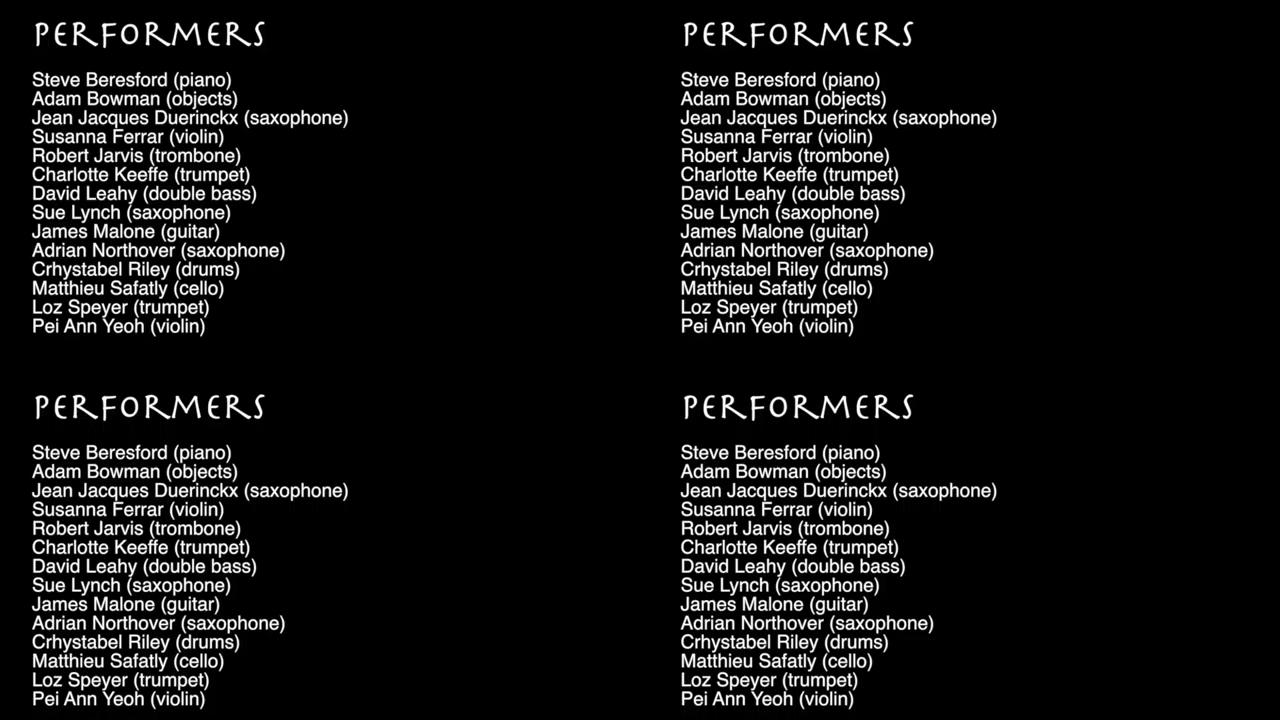 PERFORMERS
Steve Beresford (piano)
Adam Bowman (objects)
Jean Jacques Duerinckx (saxophone)
Susanna Ferrar (violin)
Robert Jarvis (trombone)
Charlotte Keeffe (trumpet)
David Leahy (double bass)
Sue Lynch (saxophone)
James Malone (guitar)
Adrian Northover (saxophone)
Crhystabel Riley (drums)
Matthieu Safatly (cello)
Loz Speyer (trumpet)
Pei Ann Yeoh (violin)
PERFORMERS
Steve Beresford (piano)
Adam Bowman (objects)
Jean Jacques Duerinckx (saxophone)
Susanna Ferrar (violin)
Robert Jarvis (trombone)
Charlotte Keeffe (trumpet)
David Leahy (double bass)
Sue Lynch (saxophone)
James Malone (guitar)
Adrian Northover (saxophone)
Crhystabel Riley (drums)
Matthieu Safatly (cello)
Loz Speyer (trumpet)
Pei Ann Yeoh (violin)
PERFORMERS
Steve Beresford (piano)
Adam Bowman (objects)
Jean Jacques Duerinckx (saxophone)
Susanna Ferrar (violin)
Robert Jarvis (trombone)
Charlotte Keeffe (trumpet)
David Leahy (double bass)
Sue Lynch (saxophone)
James Malone (guitar)
Adrian Northover (saxophone)
Crhystabel Riley (drums)
Matthieu Safatly (cello)
Loz Speyer (trumpet)
Pei Ann Yeoh (violin)
PERFORMERS
Steve Beresford (piano)
Adam Bowman (objects)
Jean Jacques Duerinckx (saxophone)
Susanna Ferrar (violin)
Robert Jarvis (trombone)
Charlotte Keeffe (trumpet)
David Leahy (double bass)
Sue Lynch (saxophone)
James Malone (guitar)
Adrian Northover (saxophone)
Crhystabel Riley (drums)
Matthieu Safatly (cello)
Loz Speyer (trumpet)
Pei Ann Yeoh (violin)